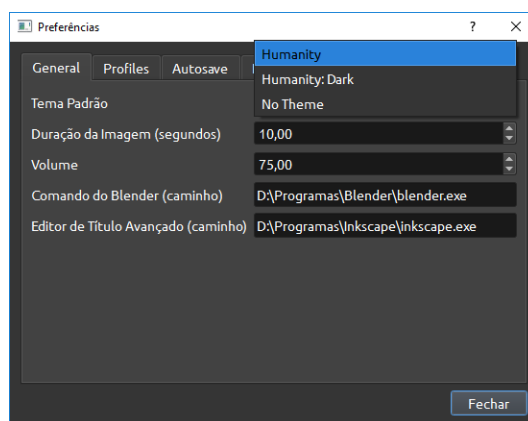 Preferências
?
General Profiles Autosave
Humanity
Humanity: Dark
No Theme
Tema Padrão
Duração da Imagem (segundos) 10,00
Volume 75,00
Comando do Blender (caminho) D:\Programas\Blender\blender.exe
Editor de Título Avançado (caminho) D:\Programas\Inkscape\inkscape.exe
Fechar